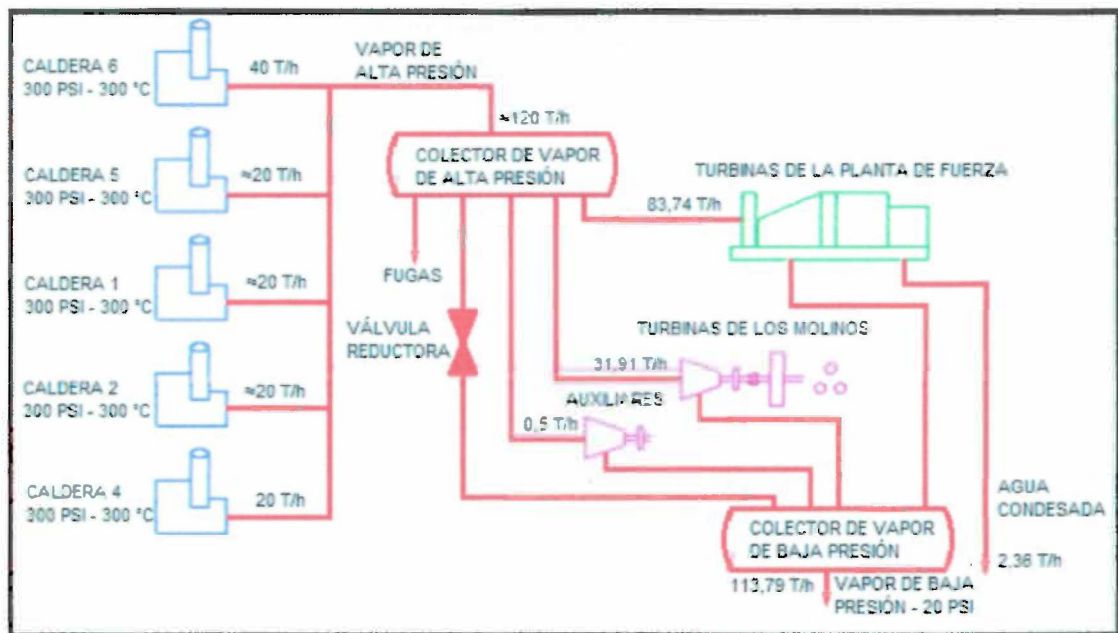 CALDERA 6
300 PSI - 300 °C
40 T/h
VAPOR DE
ALTA PRESIÓN
≈120 T/h
COLECTOR DE VAPOR
DE ALTA PRESIÓN
CALDERA 5
300 PSI - 300 °C
≈20 T/h
TURBINAS DE LA PLANTA DE FUERZA
83,74 T/h
FUGAS
CALDERA 1
300 PSI - 300 °C
≈20 T/h
VÁLVULA
REDUCTORA
TURBINAS DE LOS MOLINOS
31,91 T/h
CALDERA 2
300 PSI - 300 °C
≈20 T/h
AUXILIARES
0,5 T/h
CALDERA 4
300 PSI - 300 °C
20 T/h
AGUA
CONDESADA
2,36 T/h
COLECTOR DE VAPOR
DE BAJA PRESIÓN
113,79 T/h
VAPOR DE BAJA
PRESIÓN - 20 PSI